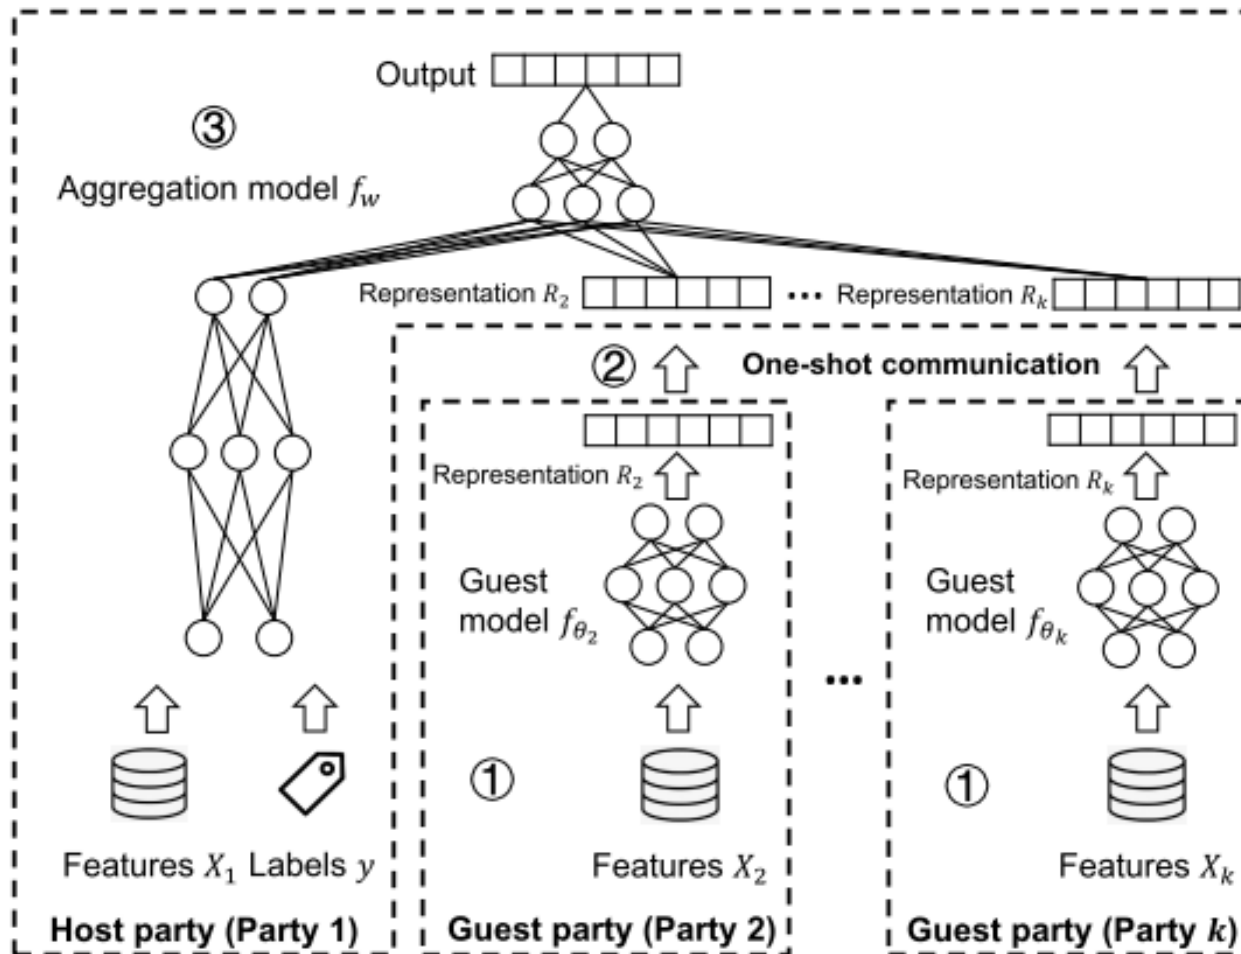 Output
③
Aggregation model f_w
Representation R_2
... Representation R_k
② One-shot communication
Representation R_2
Representation R_k
Guest
model f_θ_2
Guest
model f_θ_k
...
①
①
Features X_1 Labels y
Features X_2
Features X_k
Host party (Party 1)
Guest party (Party 2)
Guest party (Party k)